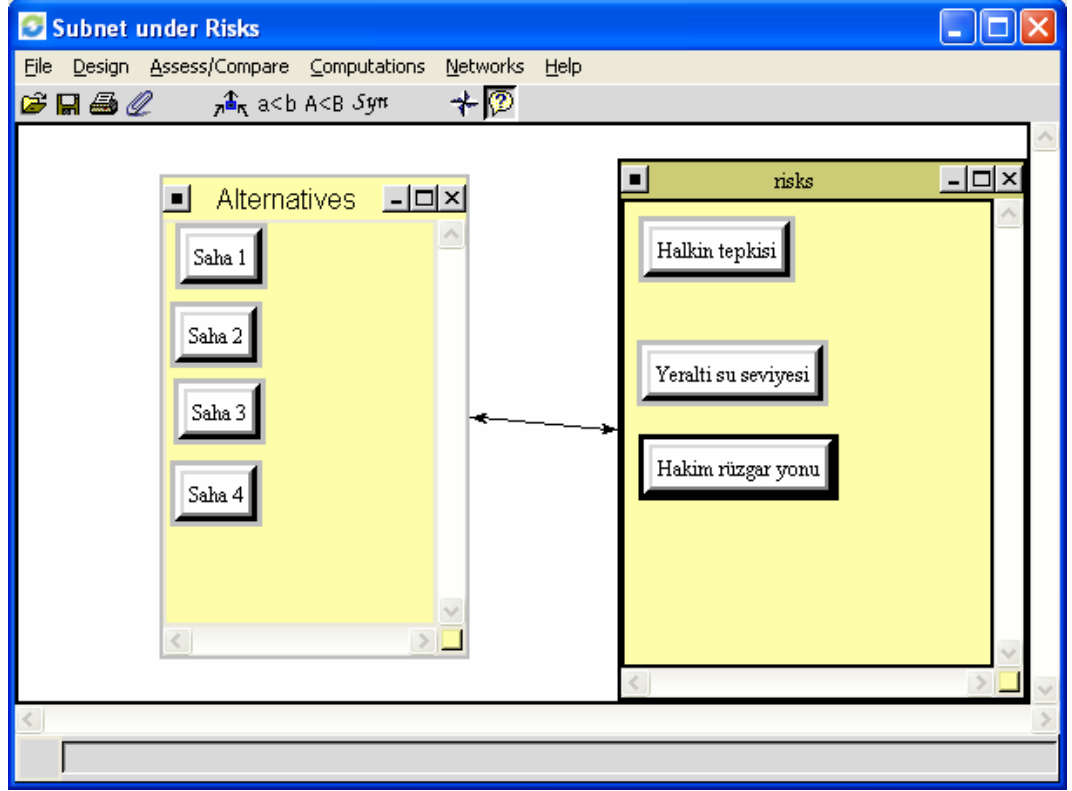 Subnet under Risks
File Design Assess/Compare Computations Networks Help
a<b A<B Syn
Alternatives
Saha 1
Saha 2
Saha 3
Saha 4
risks
Halkin tepkisi
Yeralti su seviyesi
Hakim rüzgar yonu